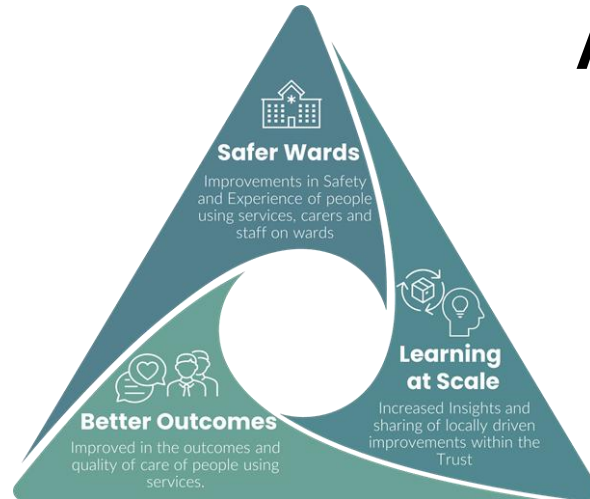 Safer Wards
Improvements in Safety
and Experience of people
using services, carers and
staff on wards
Learning
at Scale
Increased Insights and
sharing of locally driven
improvements within the
Trust
Better Outcomes
Improved in the outcomes and
quality of care of people using
services.